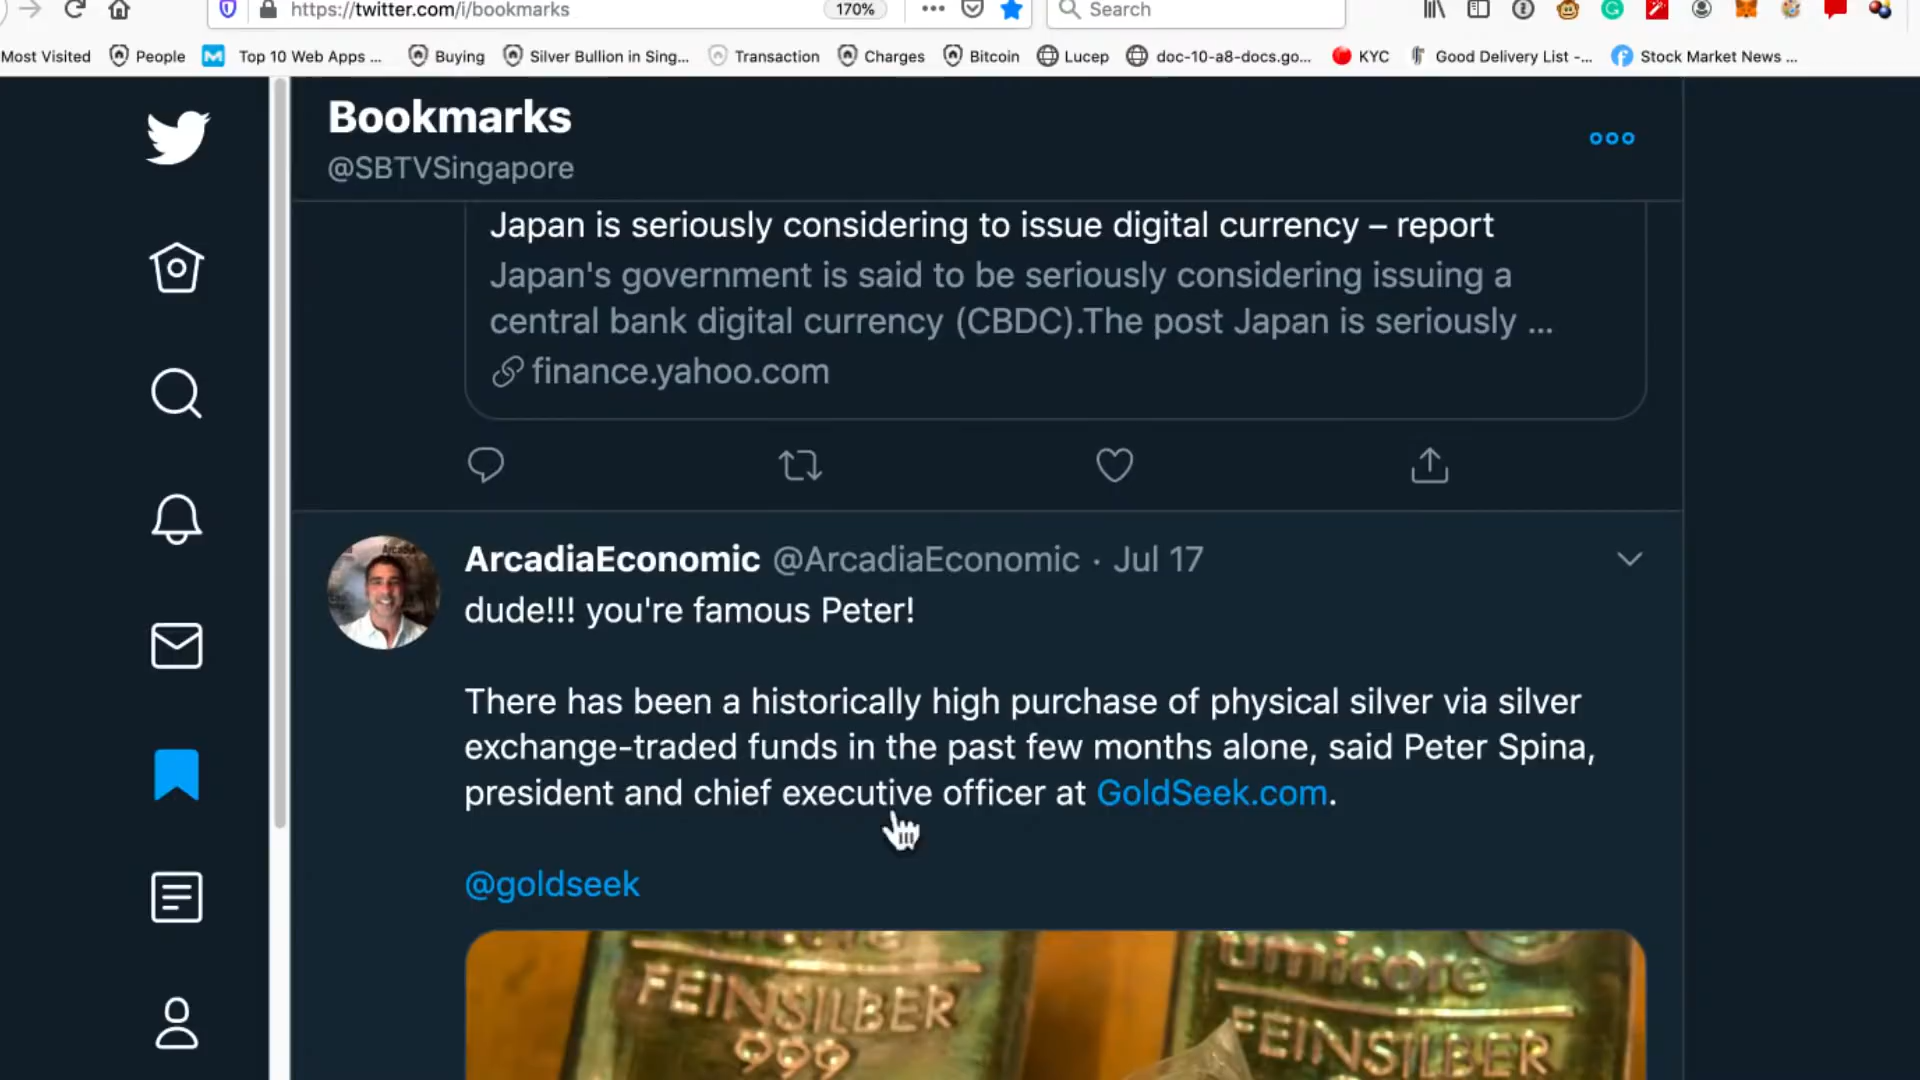 https://twitter.com/i/bookmarks
170%
Search
Most Visited
People
Top 10 Web Apps ...
Buying
Silver Bullion in Sing...
Transaction
Charges
Bitcoin
Lucep
doc-10-a8-docs.go...
KYC
Good Delivery List -...
Stock Market News ...
Bookmarks
@SBTVSingapore
Japan is seriously considering to issue digital currency – report
Japan's government is said to be seriously considering issuing a
central bank digital currency (CBDC).The post Japan is seriously ...
finance.yahoo.com
ArcadiaEconomic @ArcadiaEconomic · Jul 17
dude!!! you're famous Peter!
There has been a historically high purchase of physical silver via silver
exchange-traded funds in the past few months alone, said Peter Spina,
president and chief executive officer at GoldSeek.com.
@goldseek
umicore
FEINSILBER
999
FEINSILBER